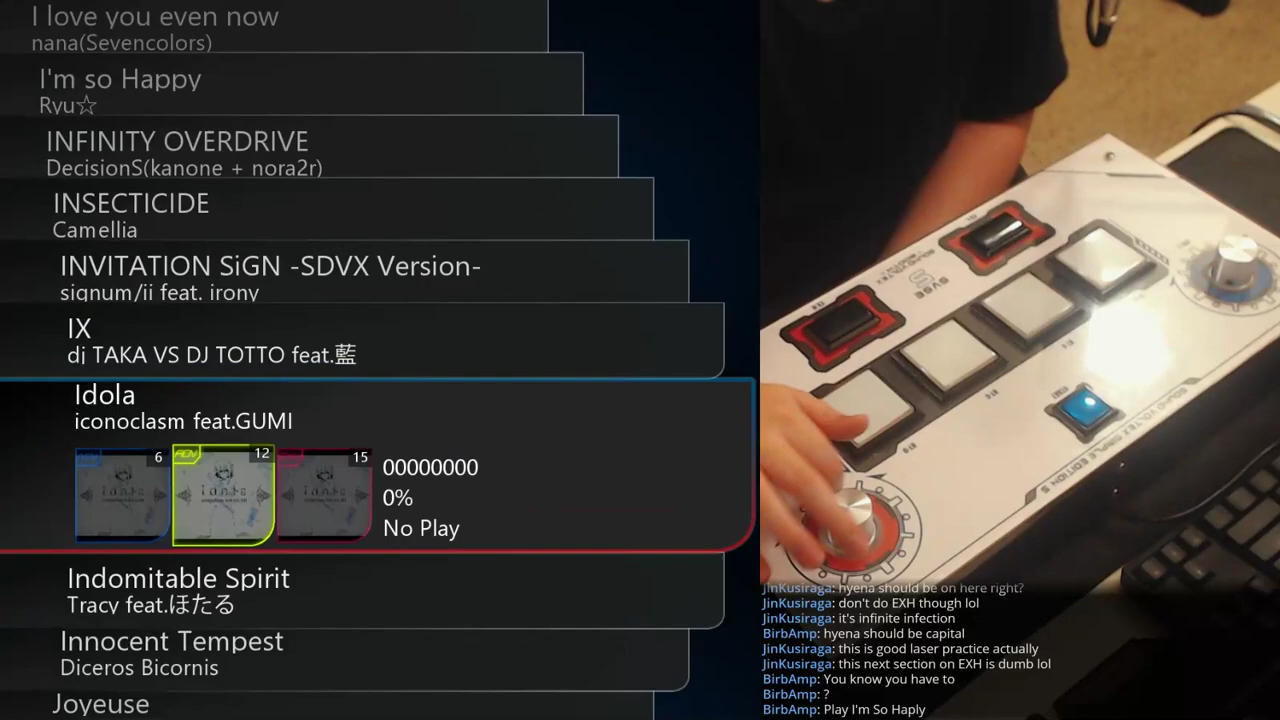 I love you even now
nana(Sevencolors)
I'm so Happy
Ryu☆
INFINITY OVERDRIVE
DecisionS(kanone + nora2r)
INSECTICIDE
Camellia
INVITATION SiGN -SDVX Version-
signum/ii feat. irony
IX
dj TAKA VS DJ TOTTO feat.藍
Idola
iconoclasm feat.GUMI
6
ADV 12
15
00000000
0%
No Play
Indomitable Spirit
Tracy feat.ほたる
Innocent Tempest
Diceros Bicornis
Joyeuse
SOUND VOLTEX SIMPLE EDITION S
JinKusiraga: hyena should be on here right?
JinKusiraga: don't do EXH though lol
JinKusiraga: it's infinite infection
BirbAmp: hyena should be capital
JinKusiraga: this is good laser practice actually
JinKusiraga: this next section on EXH is dumb lol
BirbAmp: You know you have to
BirbAmp: ?
BirbAmp: Play I'm So Haply